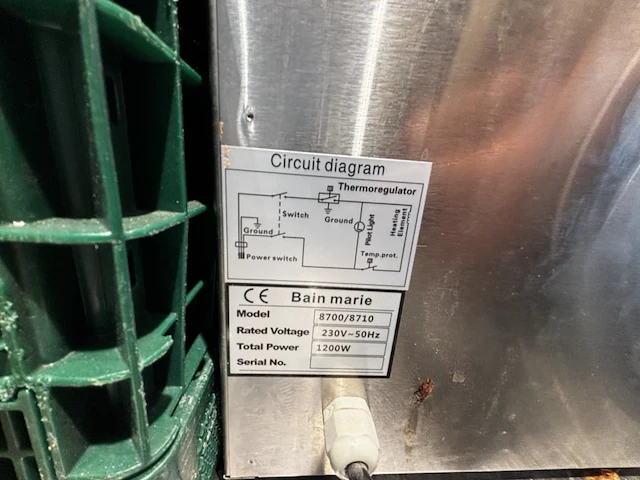 Circuit diagram
Thermoregulator
Switch
Ground
Pilot Light
Heating
Element
Ground
Temp.prot.
Power switch
CE Bain marie
Model 8700/8710
Rated Voltage 230V~50Hz
Total Power 1200W
Serial No.